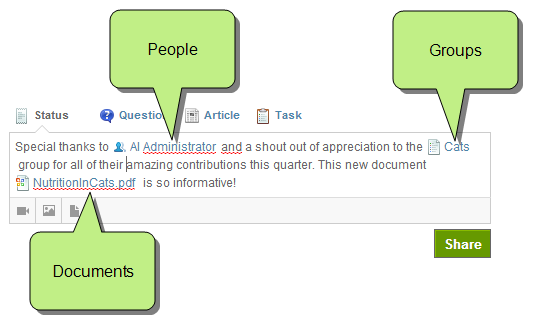 People
Groups
Status Question Article Task
Special thanks to Al Administrator and a shout out of appreciation to the Cats
group for all of their amazing contributions this quarter. This new document
NutritionInCats.pdf is so informative!
Share
Documents